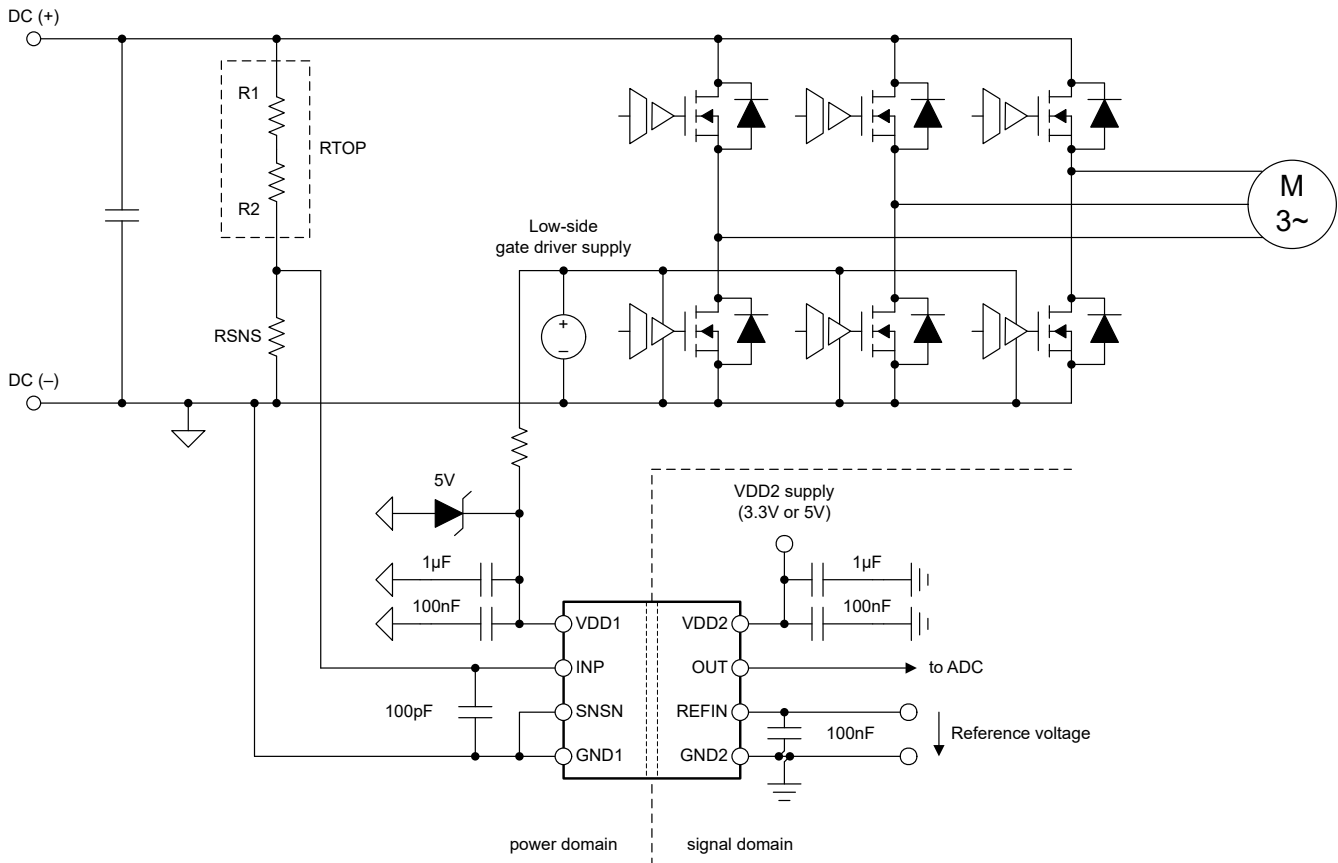 DC (+)
R1
RTOP
R2
M
3~
Low-side
gate driver supply
RSNS
+
–
DC (–)
5V
VDD2 supply
(3.3V or 5V)
1µF
1µF
100nF
100nF
VDD1
VDD2
INP
OUT
to ADC
100pF
SNSN
REFIN
100nF
Reference voltage
GND1
GND2
power domain
signal domain